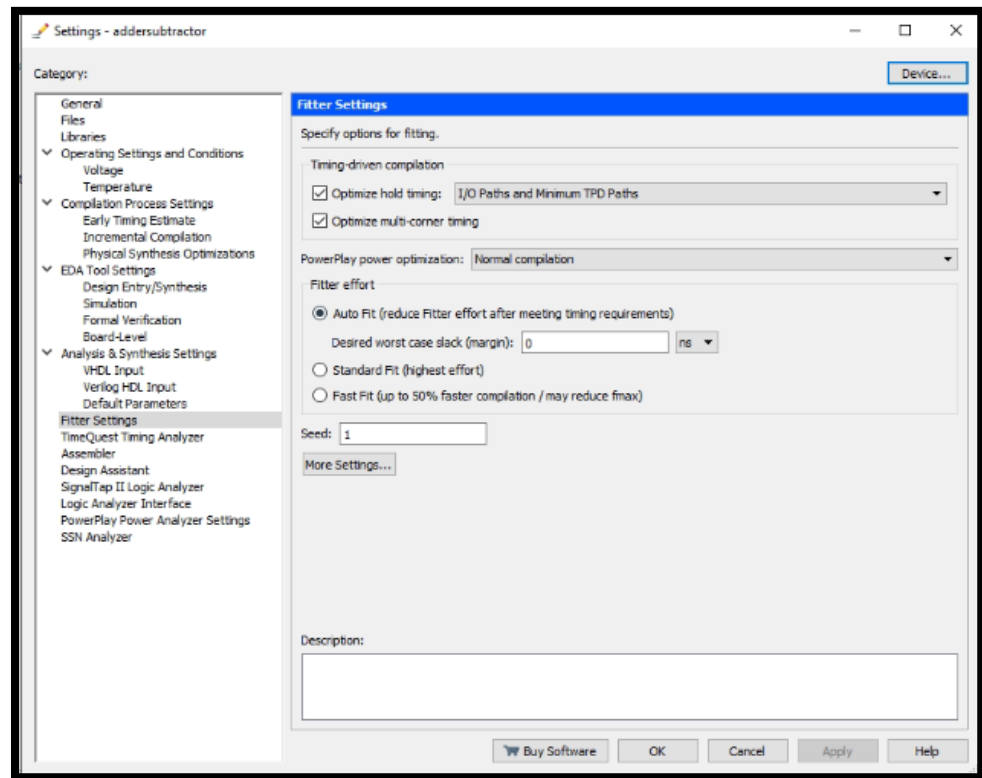 Settings - addersubtractor
Category:
Device...
General
Files
Libraries
Operating Settings and Conditions
Voltage
Temperature
Compilation Process Settings
Early Timing Estimate
Incremental Compilation
Physical Synthesis Optimizations
EDA Tool Settings
Design Entry/Synthesis
Simulation
Formal Verification
Board-Level
Analysis & Synthesis Settings
VHDL Input
Verilog HDL Input
Default Parameters
Fitter Settings
TimeQuest Timing Analyzer
Assembler
Design Assistant
SignalTap II Logic Analyzer
Logic Analyzer Interface
PowerPlay Power Analyzer Settings
SSN Analyzer
Fitter Settings
Specify options for fitting.
Timing-driven compilation
Optimize hold timing: I/O Paths and Minimum TPD Paths
Optimize multi-corner timing
PowerPlay power optimization: Normal compilation
Fitter effort
Auto Fit (reduce Fitter effort after meeting timing requirements)
Desired worst case slack (margin): 0 ns
Standard Fit (highest effort)
Fast Fit (up to 50% faster compilation / may reduce fmax)
Seed: 1
More Settings...
Description:
Buy Software OK Cancel Apply Help